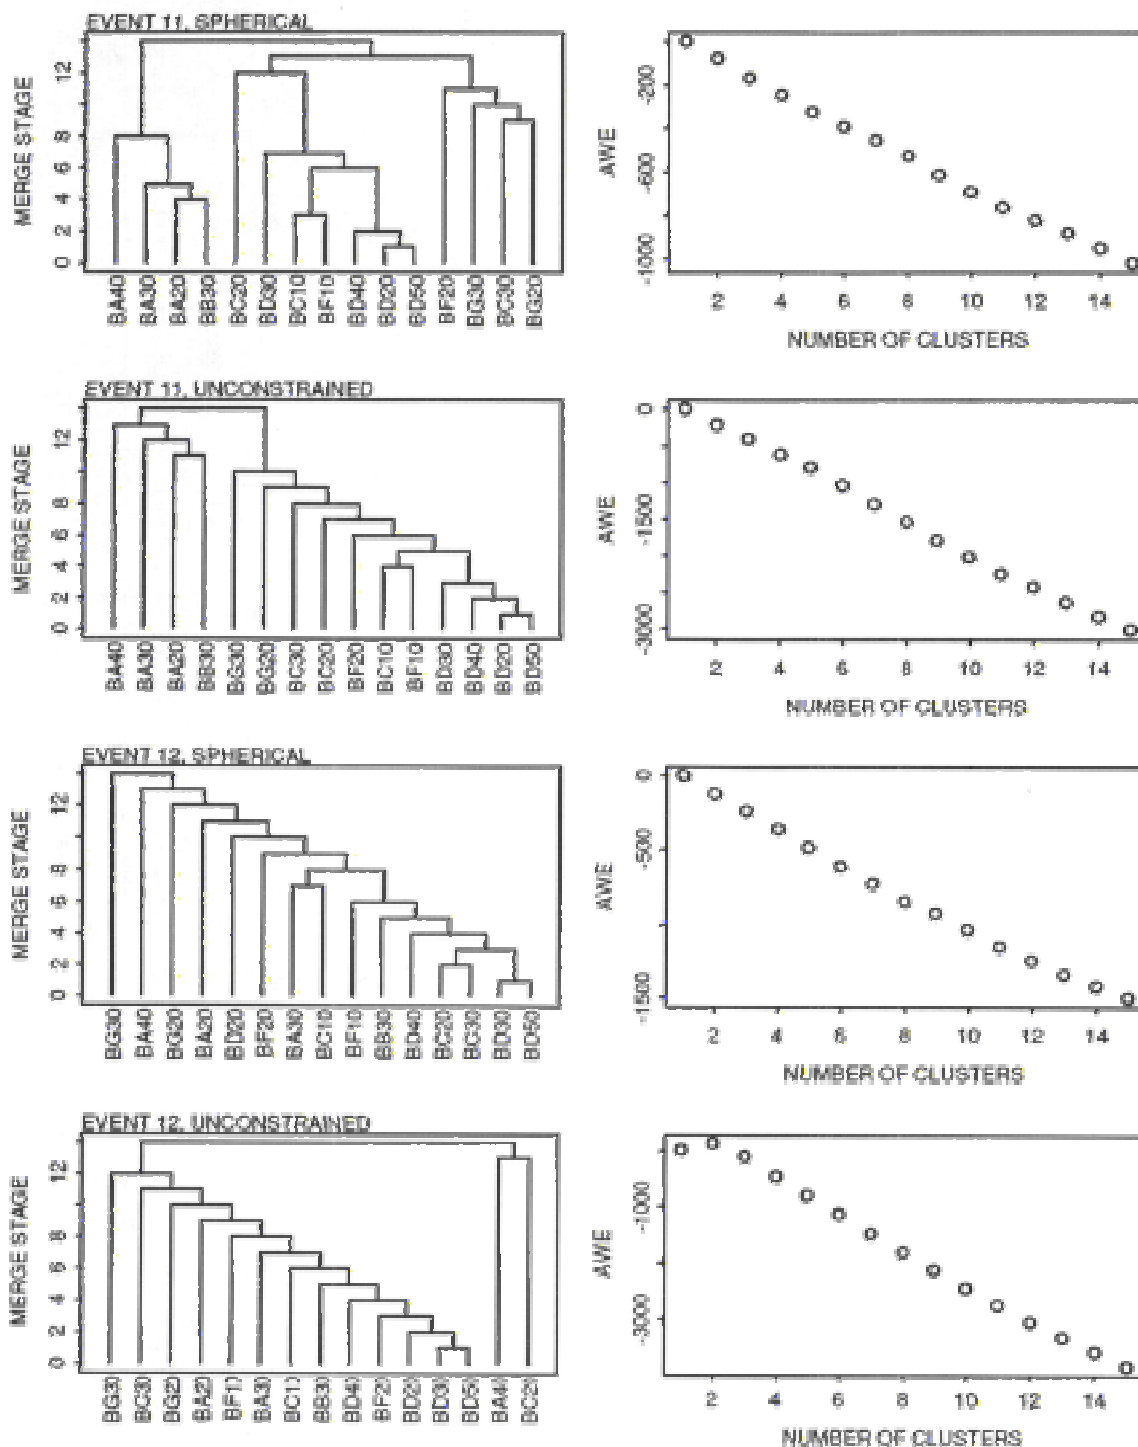 EVENT 11, SPHERICAL
MERGE STAGE
0 2 4 6 8 12
BA40 BA30 BA20 BB30 BC20 BD30 BC10 BF10 BD40 BD20 BD50 BF20 BG30 BC30 BG20
AWE
-200 -600 -1000
2 4 6 8 10 12 14
NUMBER OF CLUSTERS
EVENT 11, UNCONSTRAINED
MERGE STAGE
0 2 4 6 8 12
BA40 BA30 BA20 BB30 BG30 BG20 BC30 BC20 BF20 BC10 BF10 BD30 BD40 BD20 BD50
AWE
0 -1500 -3000
2 4 6 8 10 12 14
NUMBER OF CLUSTERS
EVENT 12, SPHERICAL
MERGE STAGE
0 2 4 6 8 12
BG30 BA40 BG20 BA20 BD20 BF20 BA30 BC10 BF10 BB30 BD40 BC20 BC30 BD30 BD50
AWE
0 -500 -1500
2 4 6 8 10 12 14
NUMBER OF CLUSTERS
EVENT 12, UNCONSTRAINED
MERGE STAGE
0 2 4 6 8 12
BG30 BC30 BG20 BA20 BF10 BA30 BC10 BB30 BD40 BF20 BD20 BD30 BD50 BA40 BC20
AWE
-1000 -3000
2 4 6 8 10 12 14
NUMBER OF CLUSTERS